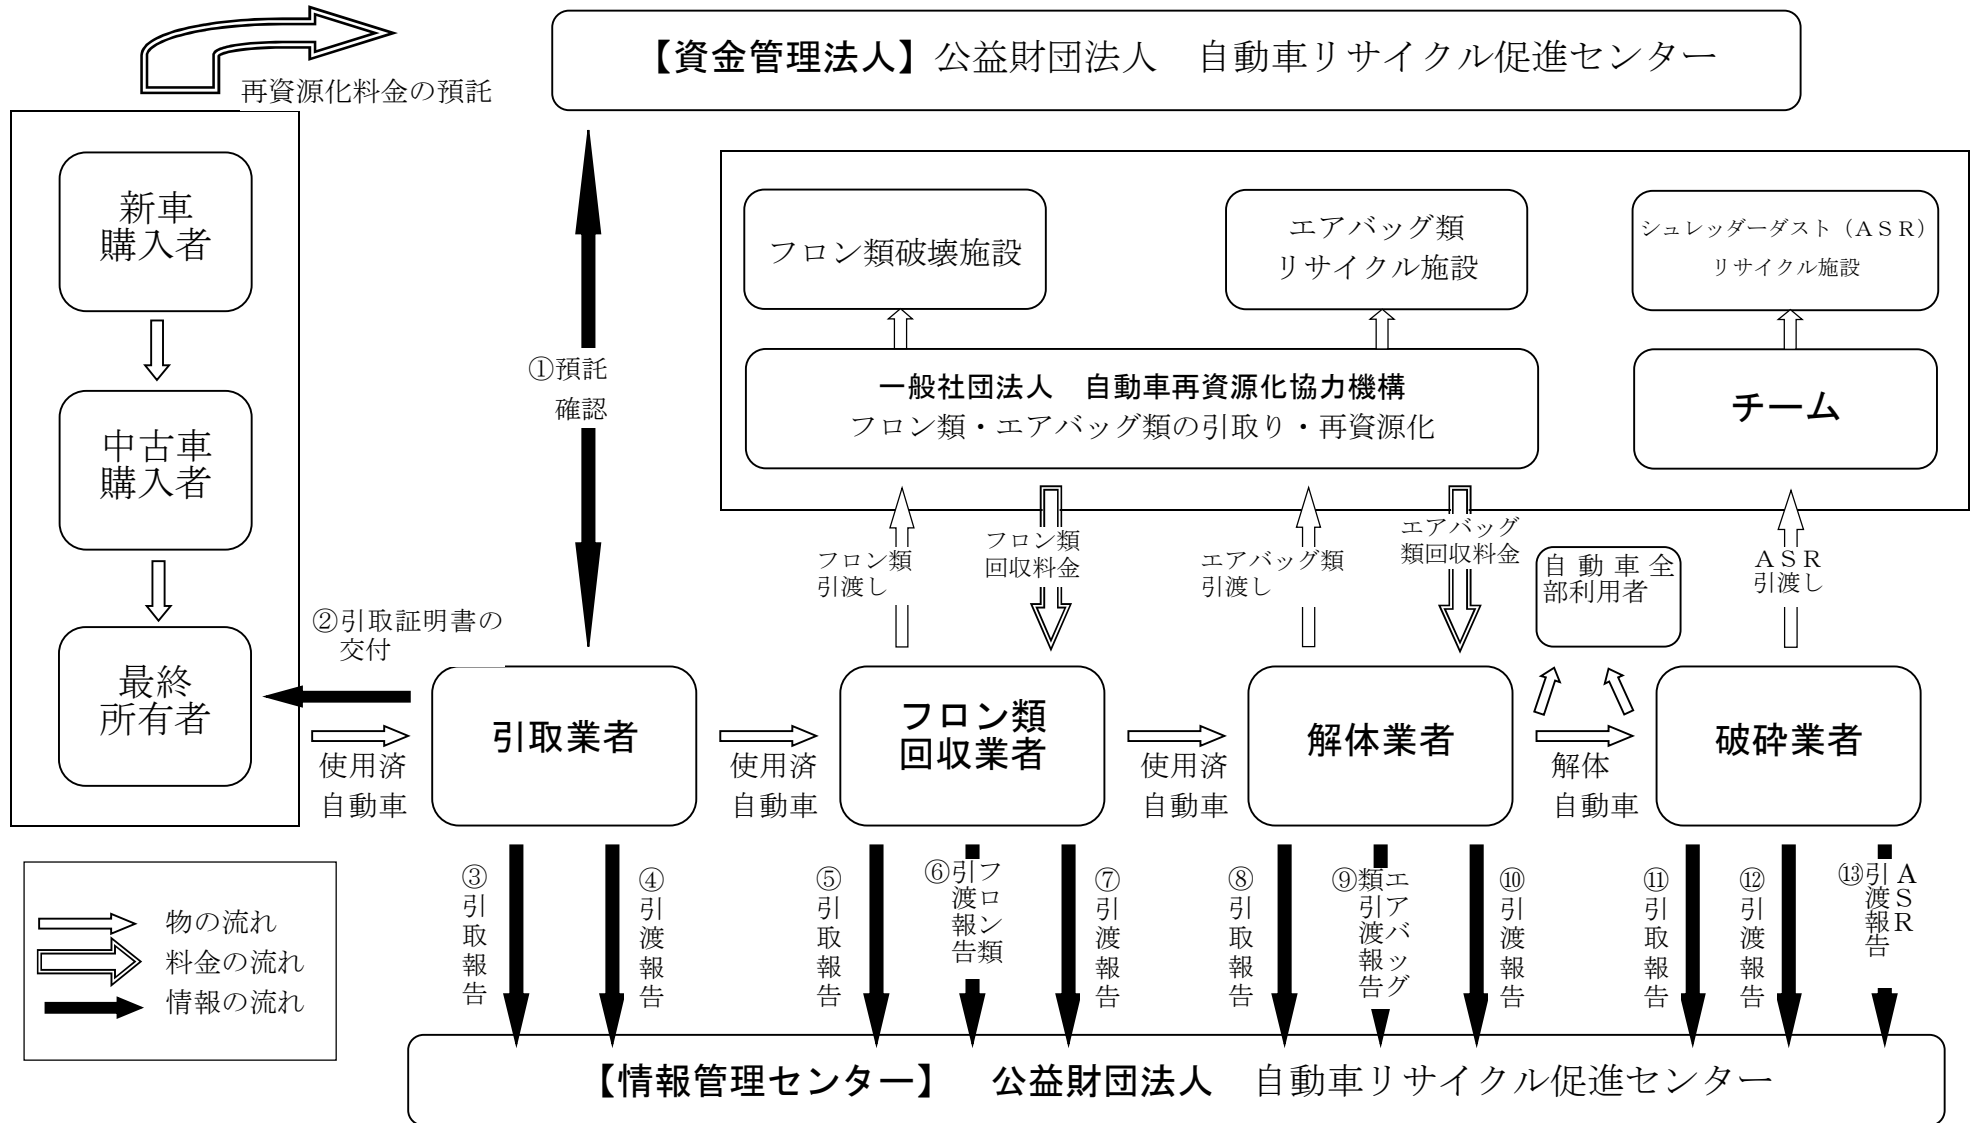 【資金管理法人】公益財団法人　自動車リサイクル促進センター
再資源化料金の預託
新車
購入者
中古車
購入者
最終
所有者
①預託
確認
フロン類破壊施設
エアバッグ類
リサイクル施設
シュレッダーダスト（ＡＳＲ）
リサイクル施設
一般社団法人　自動車再資源化協力機構
フロン類・エアバッグ類の引取り・再資源化
チーム
フロン類
引渡し
フロン類
回収料金
エアバッグ類
引渡し
エアバッグ
類回収料金
自動車全
部利用者
ＡＳＲ
引渡し
②引取証明書の
交付
引取業者
フロン類
回収業者
解体業者
破砕業者
使用済
自動車
使用済
自動車
使用済
自動車
解体
自動車
③引取報告
④引渡報告
⑤引取報告
⑥フロン類
引渡報告
⑦引渡報告
⑧引取報告
⑨エアバッグ
類引渡報告
⑩引渡報告
⑪引取報告
⑫引渡報告
⑬ＡＳＲ
引渡報告
物の流れ
料金の流れ
情報の流れ
【情報管理センター】　公益財団法人　自動車リサイクル促進センター